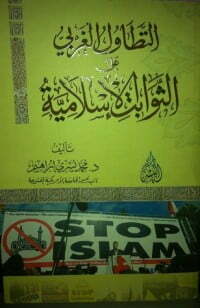 التطاول الغربي
على
الثوابت الإسلامية
تأليف
د. محمد يسري إبراهيم
STOP
ISLAM